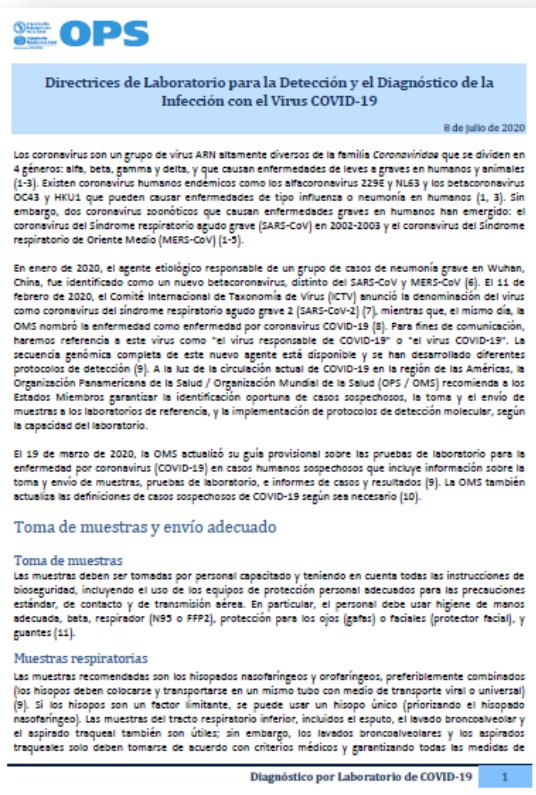 OPS
Directrices de Laboratorio para la Detección y el Diagnóstico de la
Infección con el Virus COVID-19
8 de julio de 2020
Los coronavirus son un grupo de virus ARN altamente diversos de la familia Coronaviridae que se dividen en
4 géneros: alfa, beta, gamma y delta, y que causan enfermedades de leves a graves en humanos y animales
(1-3). Existen coronavirus humanos endémicos como los alfacoronavirus 229E y NL63 y los betacoronavirus
OC43 y HKU1 que pueden causar enfermedades de tipo influenza o neumonía en humanos (1, 3). Sin
embargo, dos coronavirus zoonóticos que causan enfermedades graves en humanos han emergido: el
coronavirus del Síndrome respiratorio agudo grave (SARS-CoV) en 2002-2003 y el coronavirus del Síndrome
respiratorio de Oriente Medio (MERS-CoV) (1-5).
En enero de 2020, el agente etiológico responsable de un grupo de casos de neumonía grave en Wuhan,
China, fue identificado como un nuevo betacoronavirus, distinto del SARS-CoV y MERS-CoV (6). El 11 de
febrero de 2020, el Comité Internacional de Taxonomía de Virus (ICTV) anunció la denominación del virus
como coronavirus del síndrome respiratorio agudo grave 2 (SARS-CoV-2) (7), mientras que, el mismo día, la
OMS nombró la enfermedad como enfermedad por coronavirus COVID-19 (8). Para fines de comunicación,
haremos referencia a este virus como "el virus responsable de COVID-19" o "el virus COVID-19". La
secuencia genómica completa de este nuevo agente está disponible y se han desarrollado diferentes
protocolos de detección (9). A la luz de la circulación actual de COVID-19 en la región de las Américas, la
Organización Panamericana de la Salud / Organización Mundial de la Salud (OPS / OMS) recomienda a los
Estados Miembros garantizar la identificación oportuna de casos sospechosos, la toma y el envío de
muestras a los laboratorios de referencia, y la implementación de protocolos de detección molecular, según
la capacidad del laboratorio.
El 19 de marzo de 2020, la OMS actualizó su guía provisional sobre las pruebas de laboratorio para la
enfermedad por coronavirus (COVID-19) en casos humanos sospechosos que incluye información sobre la
toma y envío de muestras, pruebas de laboratorio, e informes de casos y resultados (9). La OMS también
actualiza las definiciones de casos sospechosos de COVID-19 según sea necesario (10).
Toma de muestras y envío adecuado
Toma de muestras
Las muestras deben ser tomadas por personal capacitado y teniendo en cuenta todas las instrucciones de
bioseguridad, incluyendo el uso de los equipos de protección personal adecuados para las precauciones
estándar, de contacto y de transmisión aérea. En particular, el personal debe usar higiene de manos
adecuada, bata, respirador (N95 o FFP2), protección para los ojos (gafas) o faciales (protector facial), y
guantes (11).
Muestras respiratorias
Las muestras recomendadas son los hisopados nasofaríngeos y orofaríngeos, preferiblemente combinados
(los hisopos deben colocarse y transportarse en un mismo tubo con medio de transporte viral o universal)
(9). Si los hisopos son un factor limitante, se puede usar un hisopo único (priorizando el hisopado
nasofaríngeo). Las muestras del tracto respiratorio inferior, incluidos el esputo, el lavado broncoalveolar y
el aspirado traqueal también son útiles; sin embargo, los lavados broncoalveolares y los aspirados
traqueales solo deben tomarse de acuerdo con criterios médicos y garantizando todas las medidas de
Diagnóstico por Laboratorio de COVID-19 1